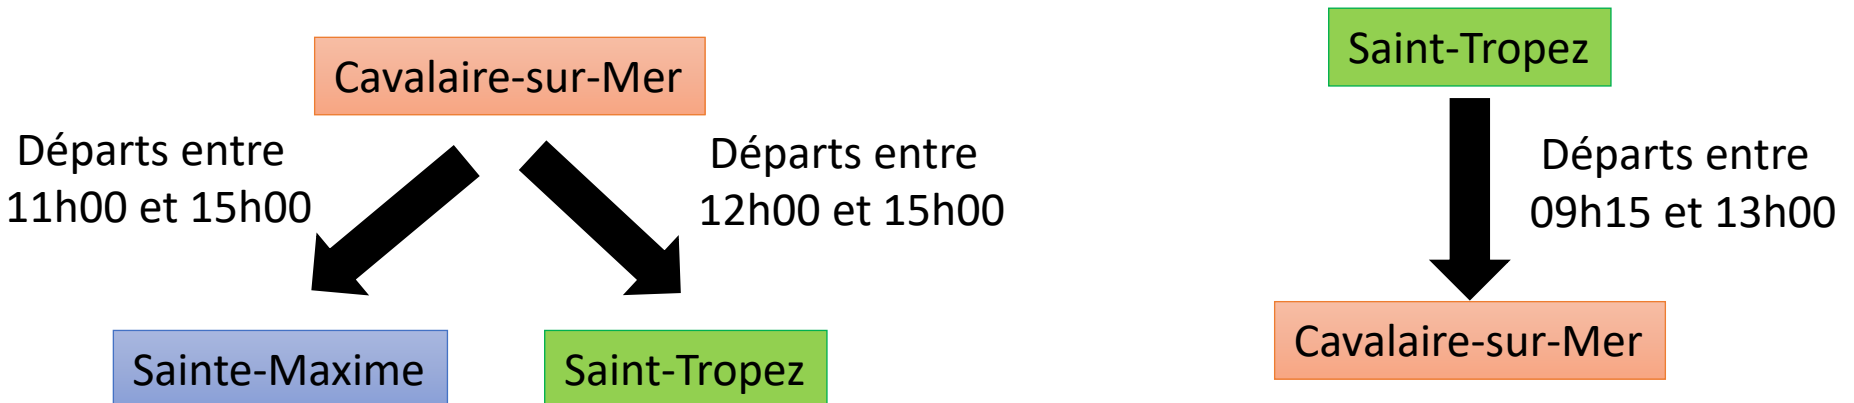 Cavalaire-sur-Mer
Départs entre
11h00 et 15h00
Départs entre
12h00 et 15h00
Sainte-Maxime
Saint-Tropez
Saint-Tropez
Départs entre
09h15 et 13h00
Cavalaire-sur-Mer